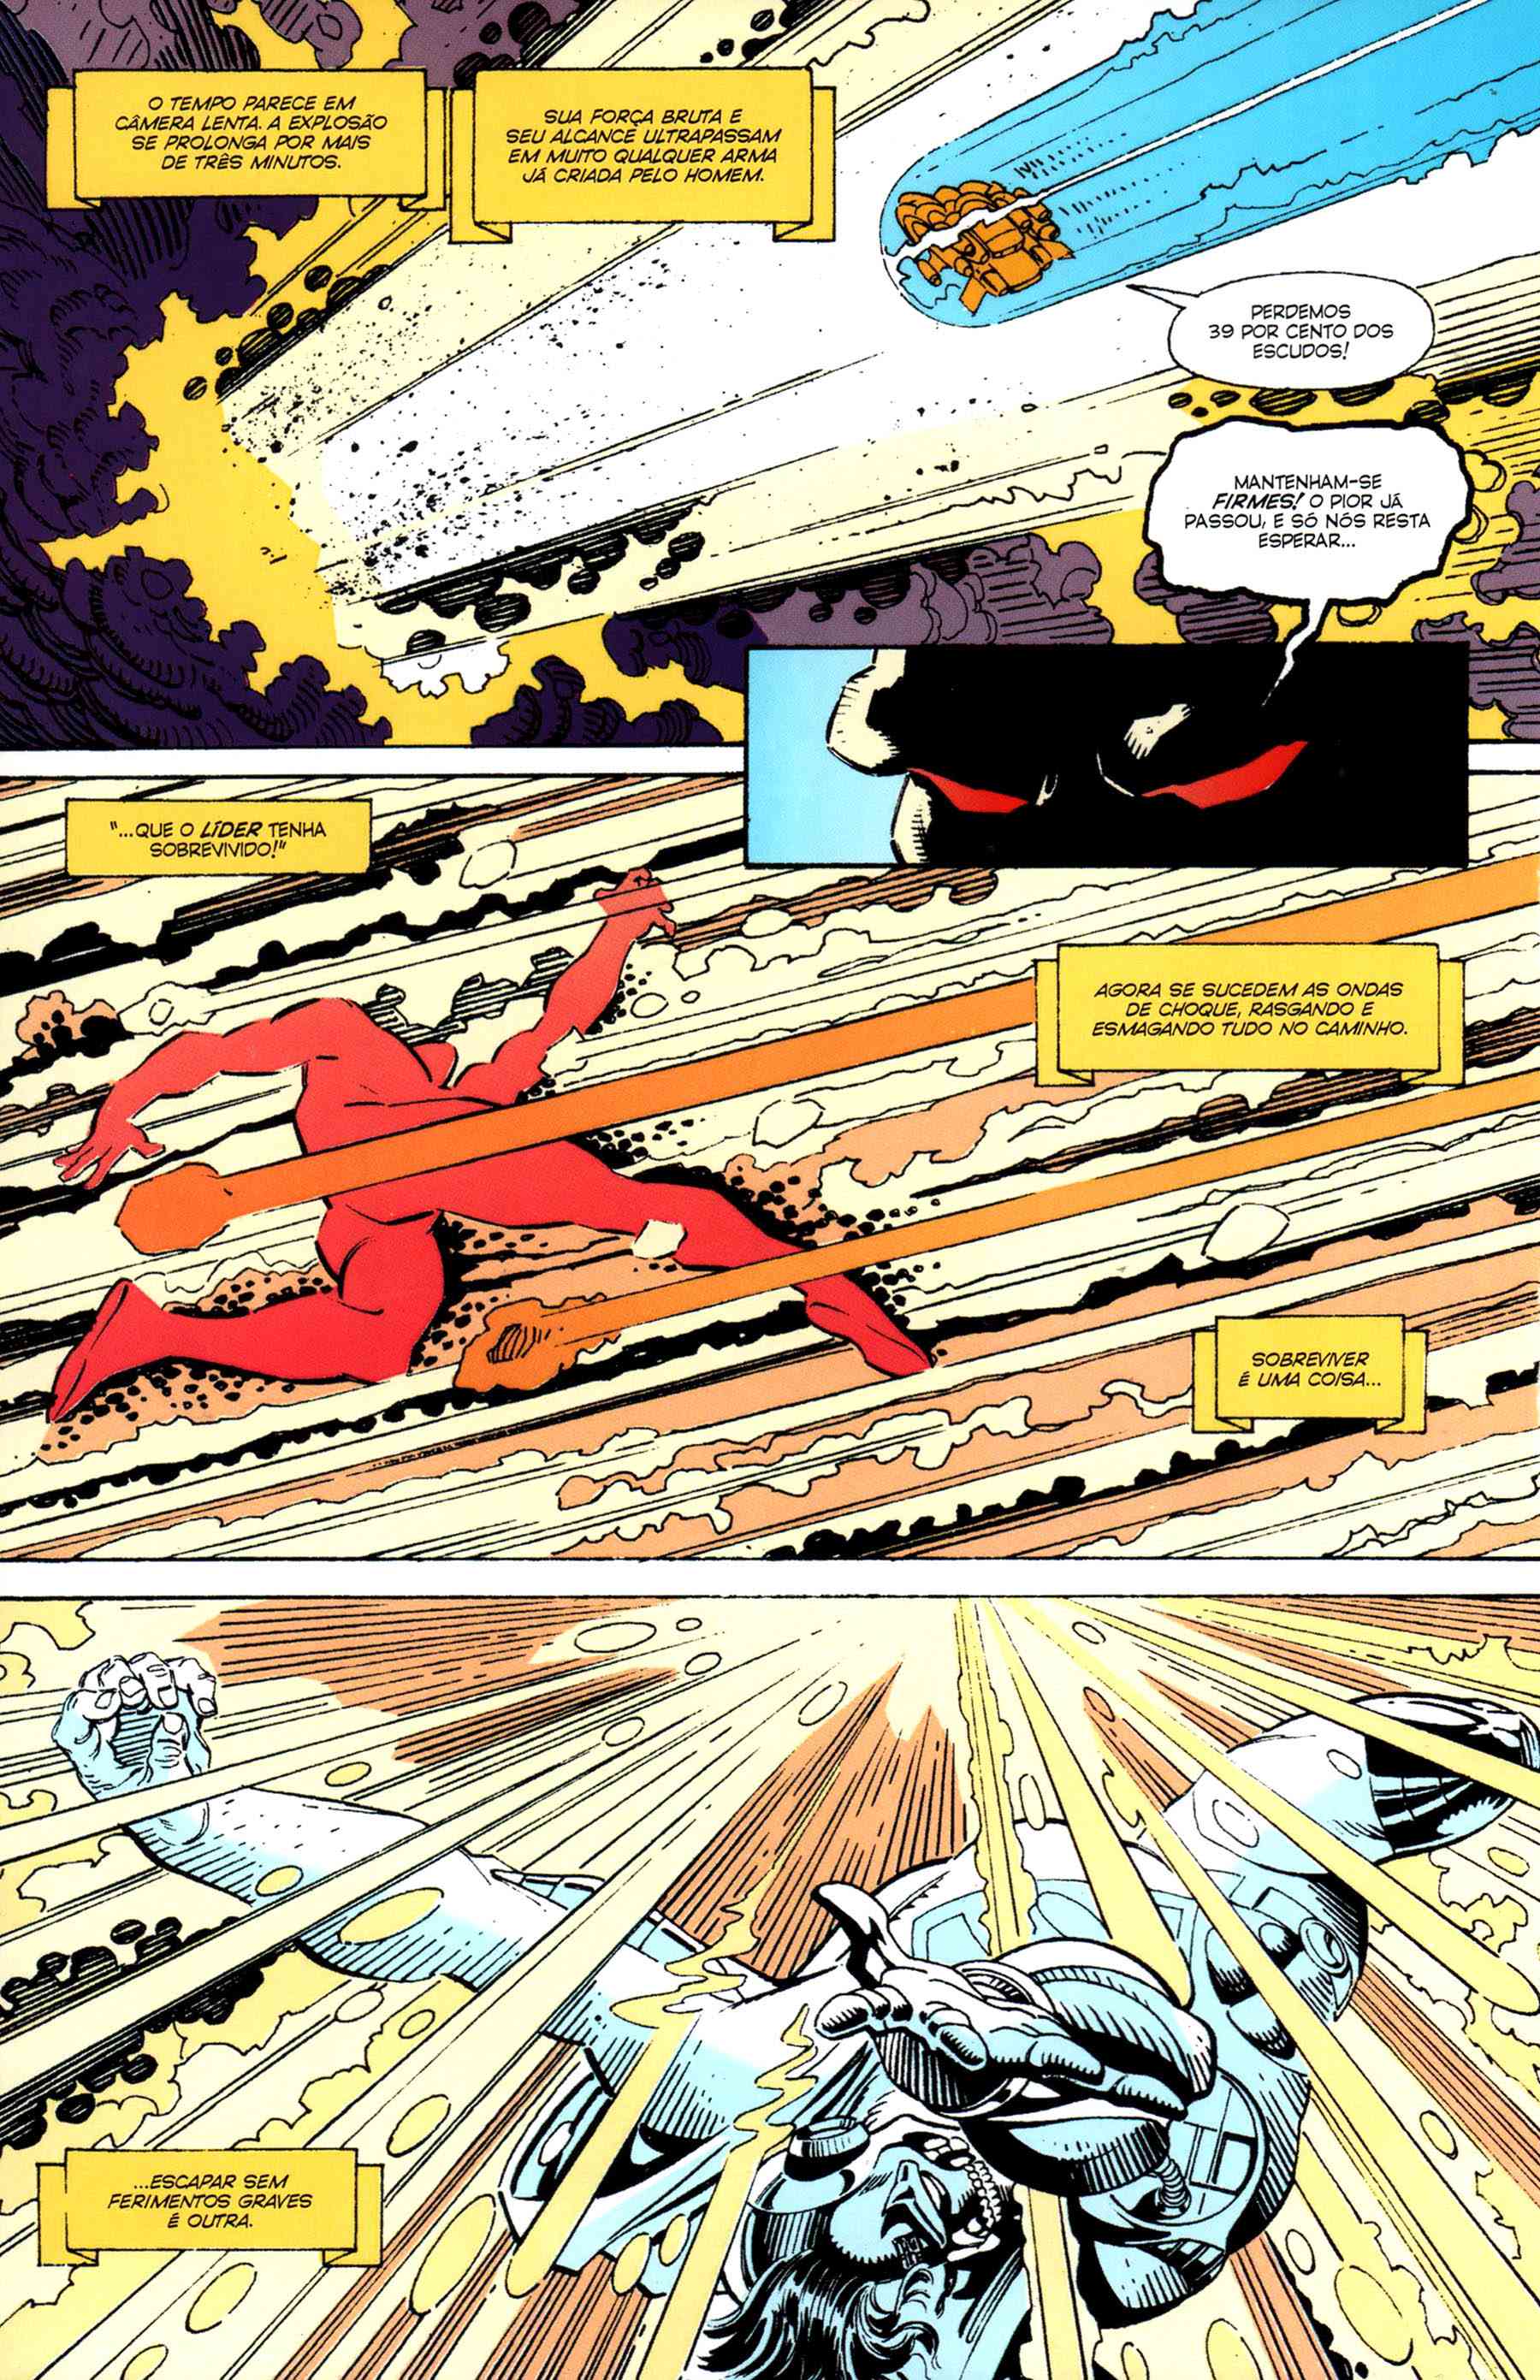 O TEMPO PARECE EM
CÂMERA LENTA. A EXPLOSÃO
SE PROLONGA POR MAIS
DE TRÊS MINUTOS.
SUA FORÇA BRUTA E
SEU ALCANCE ULTRAPASSAM
EM MUITO QUALQUER ARMA
JÁ CRIADA PELO HOMEM.
PERDEMOS
39 POR CENTO DOS
ESCUDOS!
MANTENHAM-SE
FIRMES! O PIOR JÁ
PASSOU, E SÓ NÓS RESTA
ESPERAR...
"...QUE O LÍDER TENHA
SOBREVIVIDO!"
AGORA SE SUCEDEM AS ONDAS
DE CHOQUE, RASGANDO E
ESMAGANDO TUDO NO CAMINHO.
SOBREVIVER
É UMA COISA...
...ESCAPAR SEM
FERIMENTOS GRAVES
É OUTRA.